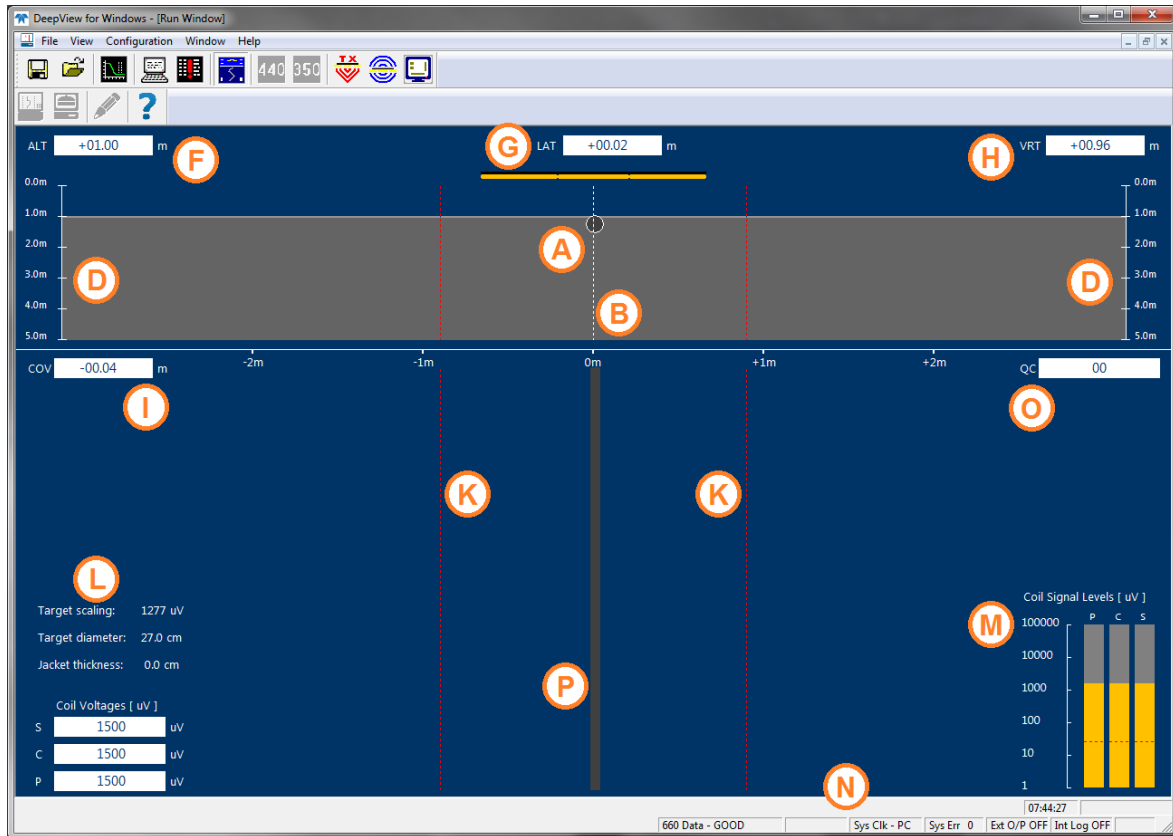 DeepView for Windows - [Run Window]
File View Configuration Window Help
440 350 TX
?
ALT +01.00 m F G LAT +00.02 m H VRT +00.96 m
0.0m 0.0m
1.0m 1.0m
A
2.0m 2.0m
D D
3.0m 3.0m
B
4.0m 4.0m
5.0m 5.0m
COV -00.04 m -2m -1m 0m +1m +2m QC 00
I O
K K
L
Target scaling: 1277 uV
Target diameter: 27.0 cm
Jacket thickness: 0.0 cm
Coil Voltages [ uV ]
S 1500 uV
C 1500 uV
P 1500 uV
P
Coil Signal Levels [ uV ]
P C S
M
100000
10000
1000
100
10
1
N
07:44:27
660 Data - GOOD Sys Clk - PC Sys Err 0 Ext O/P OFF Int Log OFF